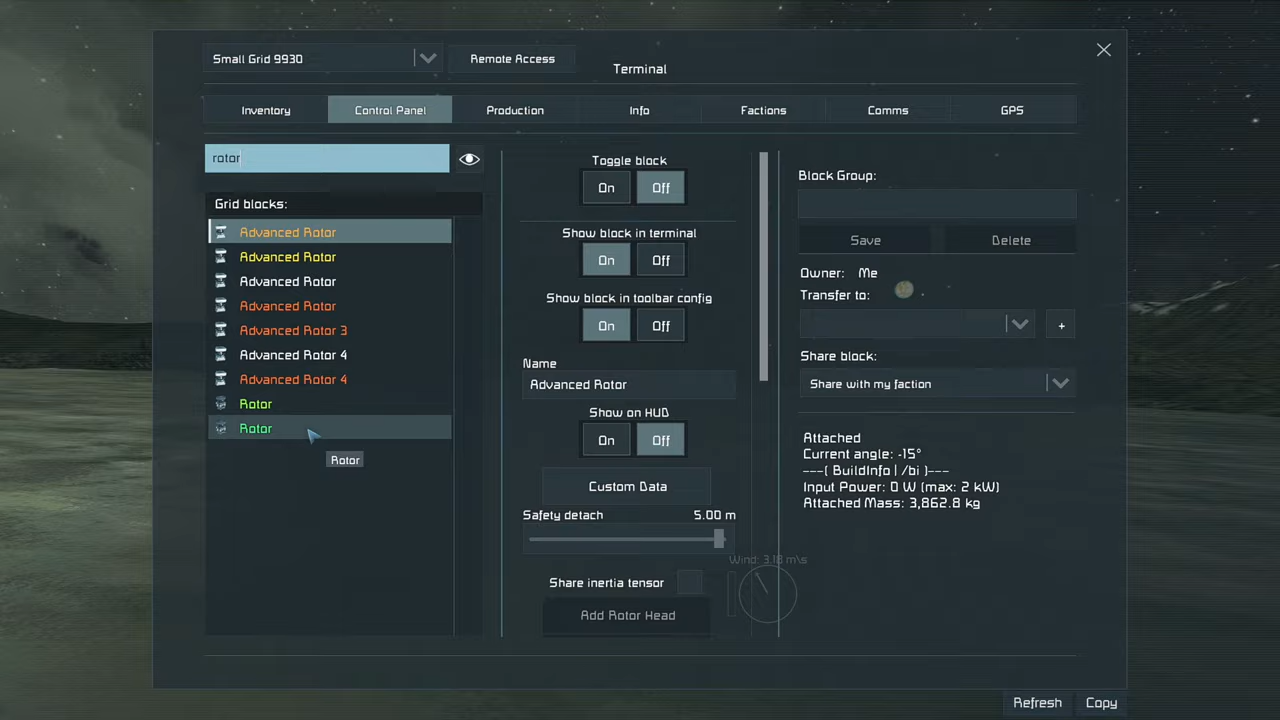 Small Grid 9930
Remote Access
Terminal
Inventory
Control Panel
Production
Info
Factions
Comms
GPS
rotor
Grid blocks:
Advanced Rotor
Advanced Rotor
Advanced Rotor
Advanced Rotor
Advanced Rotor 3
Advanced Rotor 4
Advanced Rotor 4
Rotor
Rotor
Rotor
Toggle block
On Off
Show block in terminal
On Off
Show block in toolbar config
On Off
Name
Advanced Rotor
Show on HUD
On Off
Custom Data
Safety detach 5.00 m
Share inertia tensor
Add Rotor Head
Block Group:
Save Delete
Owner: Me
Transfer to:
+
Share block:
Share with my faction
Attached
Current angle: -15°
---( BuildInfo | /bi )---
Input Power: 0 W (max: 2 kW)
Attached Mass: 3,862.8 kg
Wind: 3.18 m\s
Refresh Copy